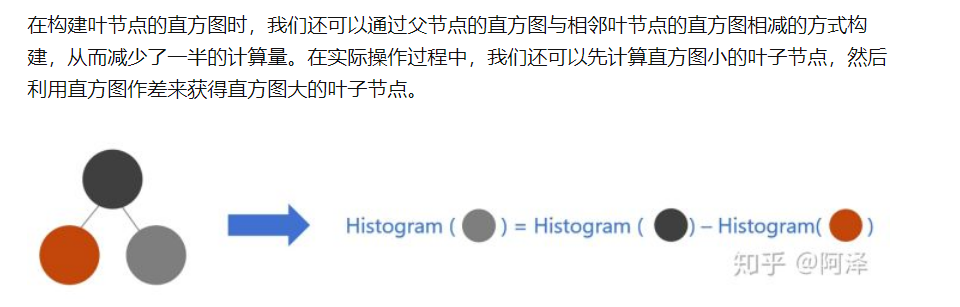 在构建叶节点的直方图时，我们还可以通过父节点的直方图与相邻叶节点的直方图相减的方式构
建，从而减少了一半的计算量。在实际操作过程中，我们还可以先计算直方图小的叶子节点，然后
利用直方图作差来获得直方图大的叶子节点。
Histogram ( ) = Histogram ( ) – Histogram( )
知乎 @阿泽